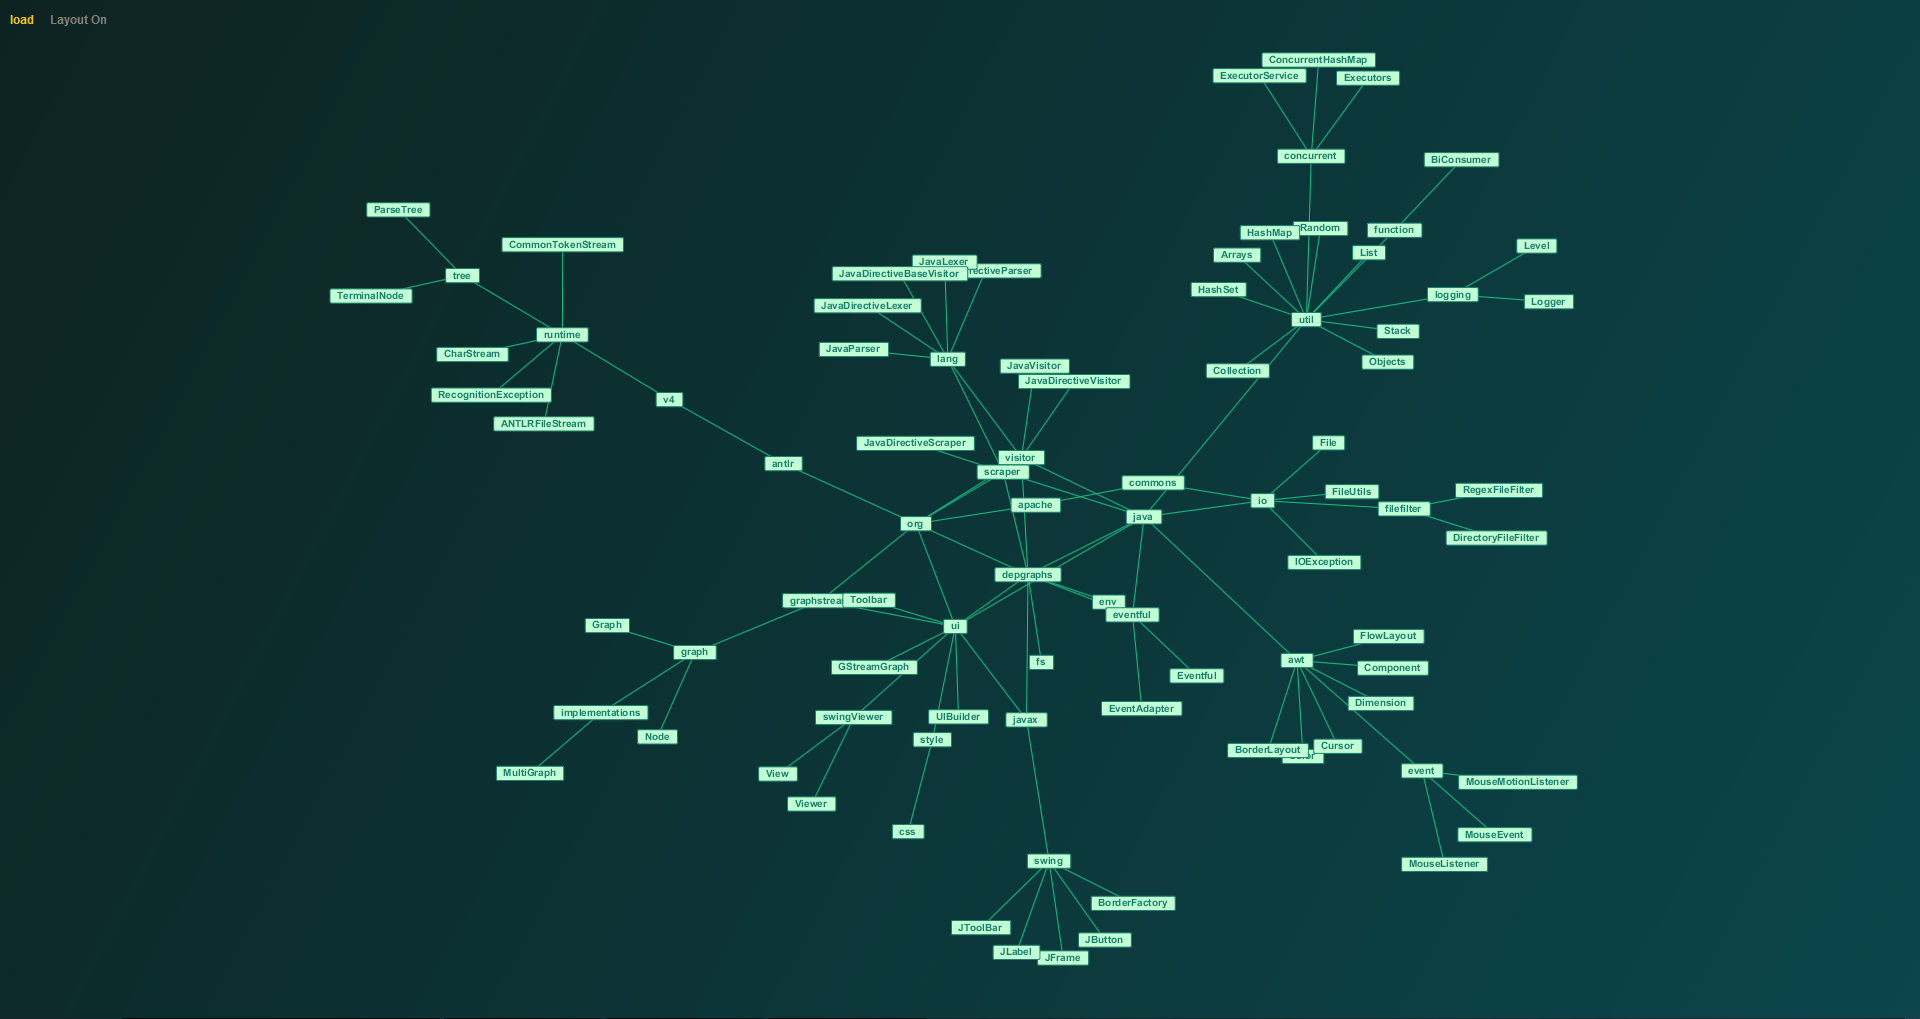 load Layout On
ConcurrentHashMap
ExecutorService
Executors
concurrent
BiConsumer
ParseTree
Random
function
HashMap
CommonTokenStream
Level
List
Arrays
JavaLexer
JavaDirectiveBaseVisitor
tree
HashSet
TerminalNode
logging
Logger
JavaDirectiveLexer
util
Stack
runtime
JavaParser
CharStream
lang
Objects
JavaVisitor
Collection
JavaDirectiveVisitor
RecognitionException
v4
ANTLRFileStream
JavaDirectiveScraper
File
visitor
antlr
scraper
commons
RegexFileFilter
FileUtils
io
apache
filefilter
java
org
DirectoryFileFilter
IOException
depgraphs
Toolbar
env
eventful
Graph
ui
FlowLayout
graph
awt
fs
GStreamGraph
Component
Eventful
Dimension
EventAdapter
implementations
swingViewer
UIBuilder
javax
Node
style
Cursor
BorderLayout
event
MultiGraph
View
MouseMotionListener
Viewer
css
MouseEvent
swing
MouseListener
BorderFactory
JToolBar
JButton
JLabel
JFrame